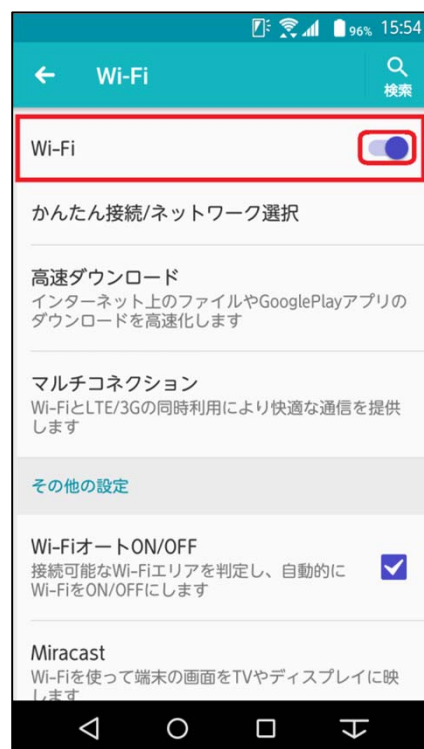 96% 15:54
Wi-Fi
検索
Wi-Fi
かんたん接続/ネットワーク選択
高速ダウンロード
インターネット上のファイルやGooglePlayアプリの
ダウンロードを高速化します
マルチコネクション
Wi-FiとLTE/3Gの同時利用により快適な通信を提供
します
その他の設定
Wi-FiオートON/OFF
接続可能なWi-Fiエリアを判定し、自動的に
Wi-FiをON/OFFにします
Miracast
Wi-Fiを使って端末の画面をTVやディスプレイに映
します